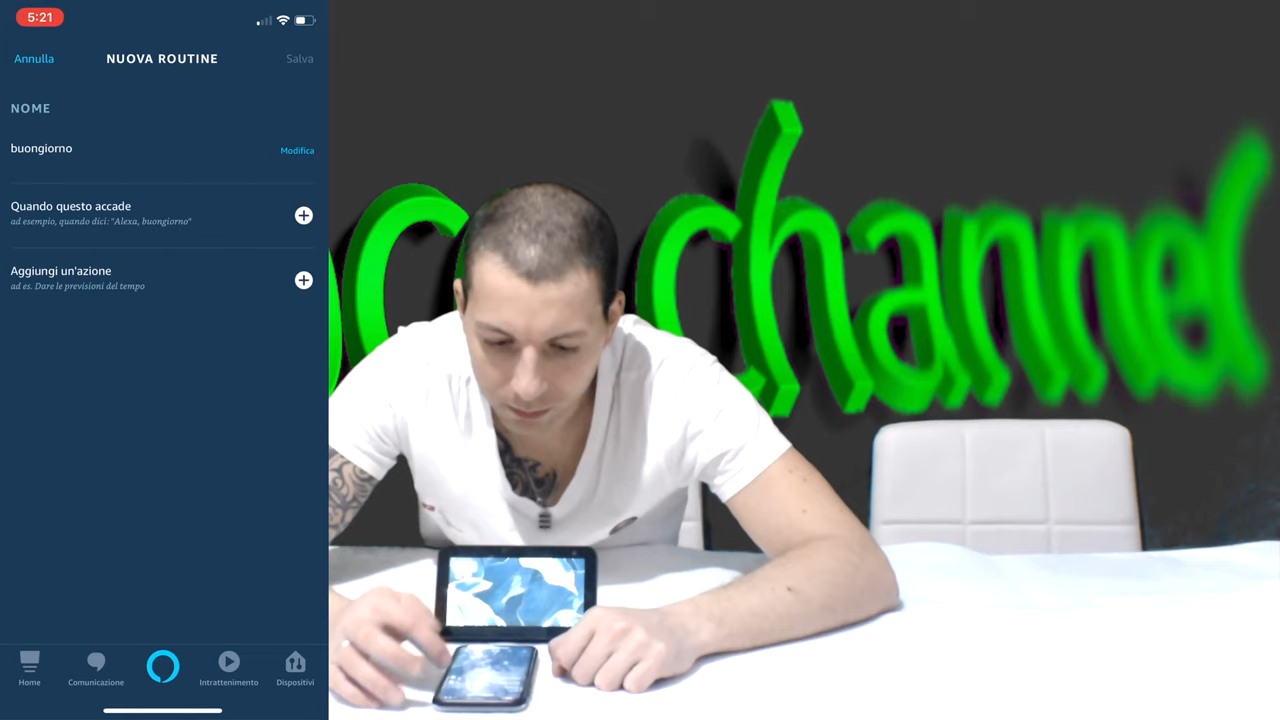 5:21
Annulla NUOVA ROUTINE Salva
NOME
buongiorno Modifica
Quando questo accade
ad esempio, quando dici: "Alexa, buongiorno"
Aggiungi un'azione
ad es. Dare le previsioni del tempo
Home Comunicazione Intrattenimento Dispositivi
channel